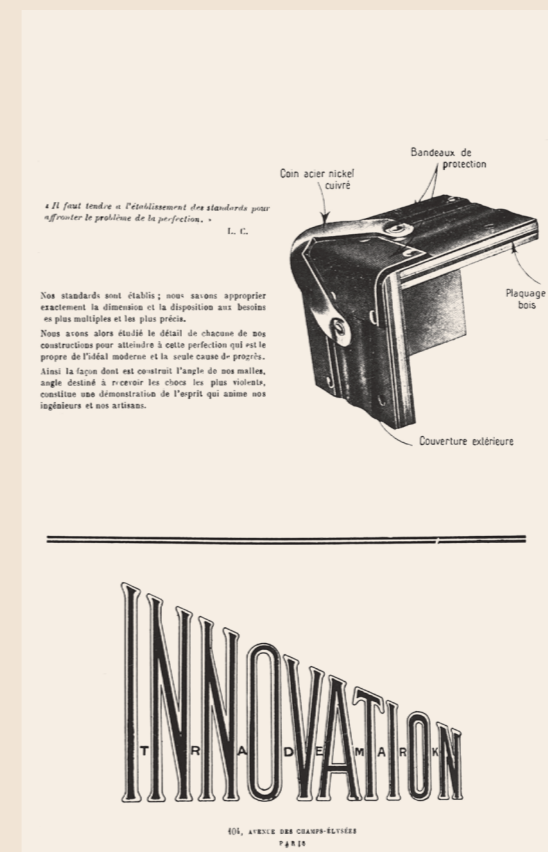 « Il faut tendre a l'établissement des standards pour
affronter le problème de la perfection. »
L. C.
Nos standards sont établis ; nous savons approprier
exactement la dimension et la disposition aux besoins
es plus multiples et les plus précis.
Nous avons alors étudié le détail de chacune de nos
constructions pour atteindre à cette perfection qui est le
propre de l'idéal moderne et la seule cause de progrès.
Ainsi la façon dont est construit l'angle de nos malles,
angle destiné à recevoir les chocs les plus violents,
constitue une démonstration de l'esprit qui anime nos
ingénieurs et nos artisans.
Bandeaux de
protection
Coin acier nickel
cuivré
Plaquage
bois
Couverture extérieure
INNOVATION
TRADEMARK
104, AVENUE DES CHAMPS-ÉLYSÉES
PARIS